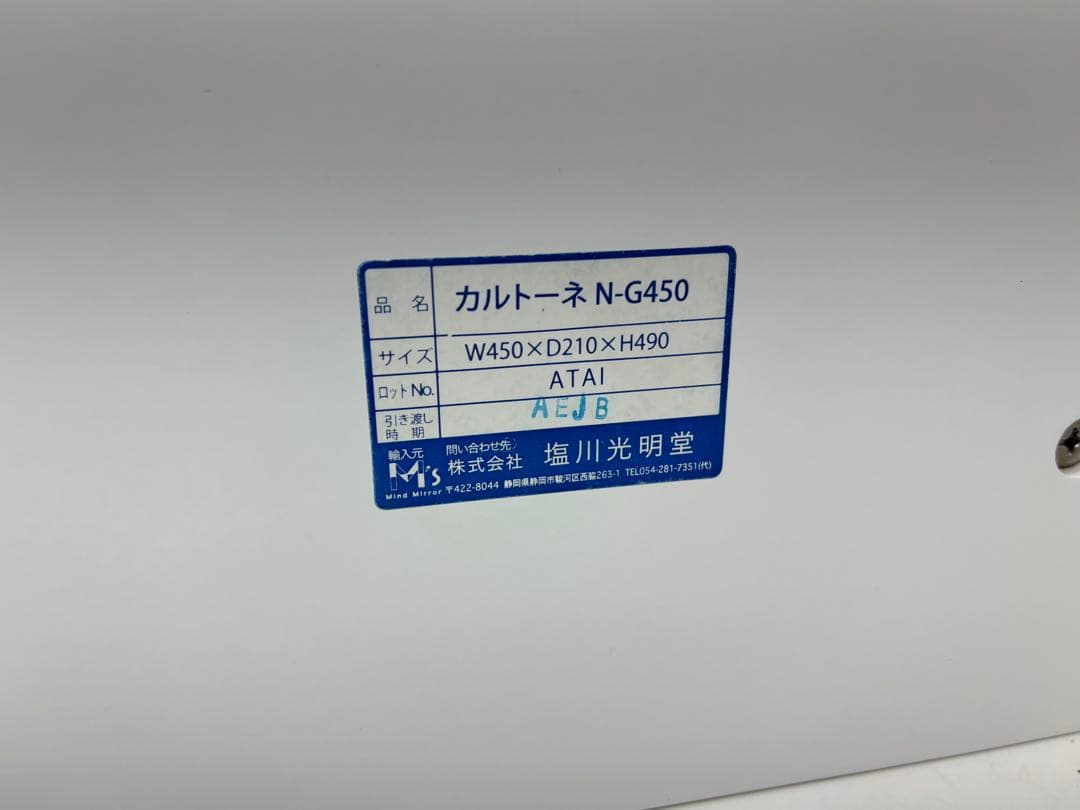 品名 カルトーネ N-G450
サイズ W450×D210×H490
ロットNo. ATAI
引き渡し時期 AEJB
輸入元 問い合わせ先〉
M's 株式会社 塩川光明堂
Mind Mirror 〒422-8044 静岡県静岡市駿河区西脇263-1 TEL054-281-7351(代)